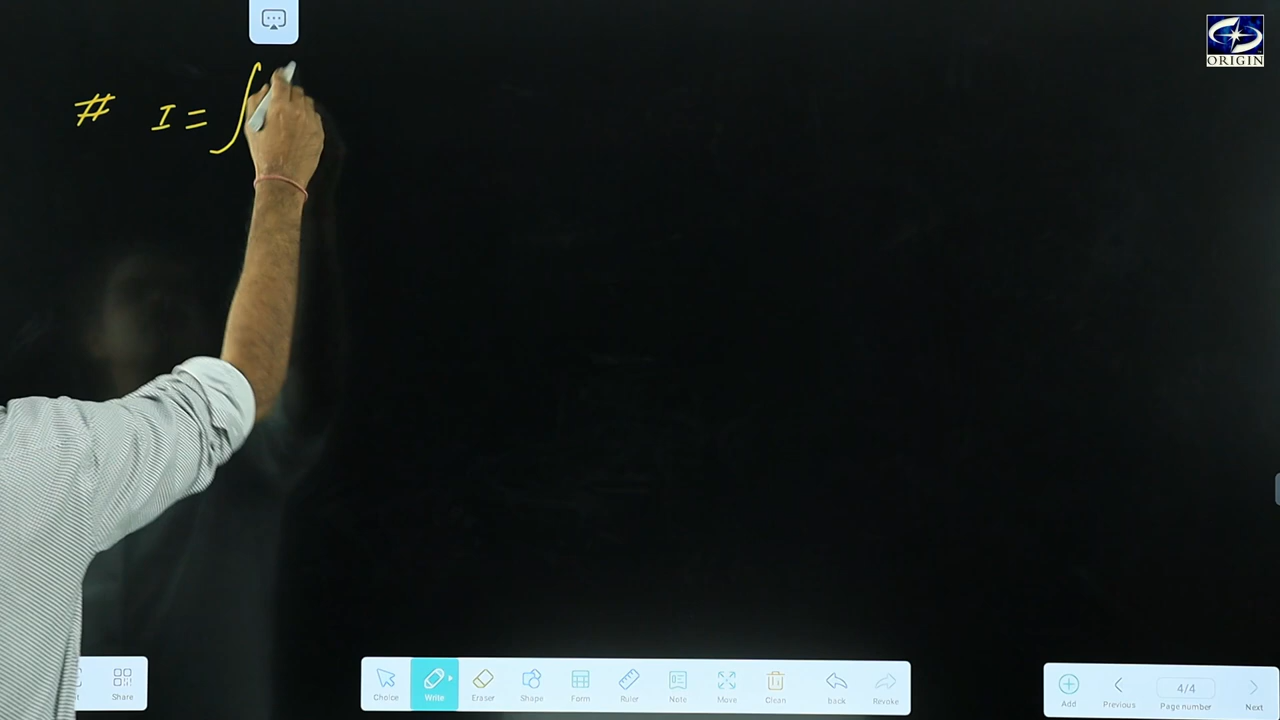 ORIGIN
# I = ∫
Choice Write Eraser Shape Form Ruler Note Move Clean back Revoke
Share
4/4
Add Previous Page number Next